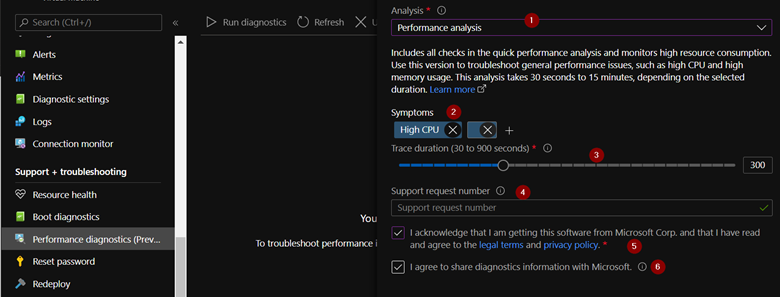 Search (Ctrl+/)
«
Alerts
Metrics
Diagnostic settings
Logs
Connection monitor
Support + troubleshooting
Resource health
Boot diagnostics
Performance diagnostics (Prev...
Reset password
Redeploy
Run diagnostics
Refresh
U
You
To troubleshoot performance i
Analysis *
1
Performance analysis
Includes all checks in the quick performance analysis and monitors high resource consumption.
Use this version to troubleshoot general performance issues, such as high CPU and high
memory usage. This analysis takes 30 seconds to 15 minutes, depending on the selected
duration. Learn more
Symptoms
2
High CPU
Trace duration (30 to 900 seconds) *
3
300
Support request number
4
Support request number
I acknowledge that I am getting this software from Microsoft Corp. and that I have read
and agree to the legal terms and privacy policy. *
5
I agree to share diagnostics information with Microsoft.
6